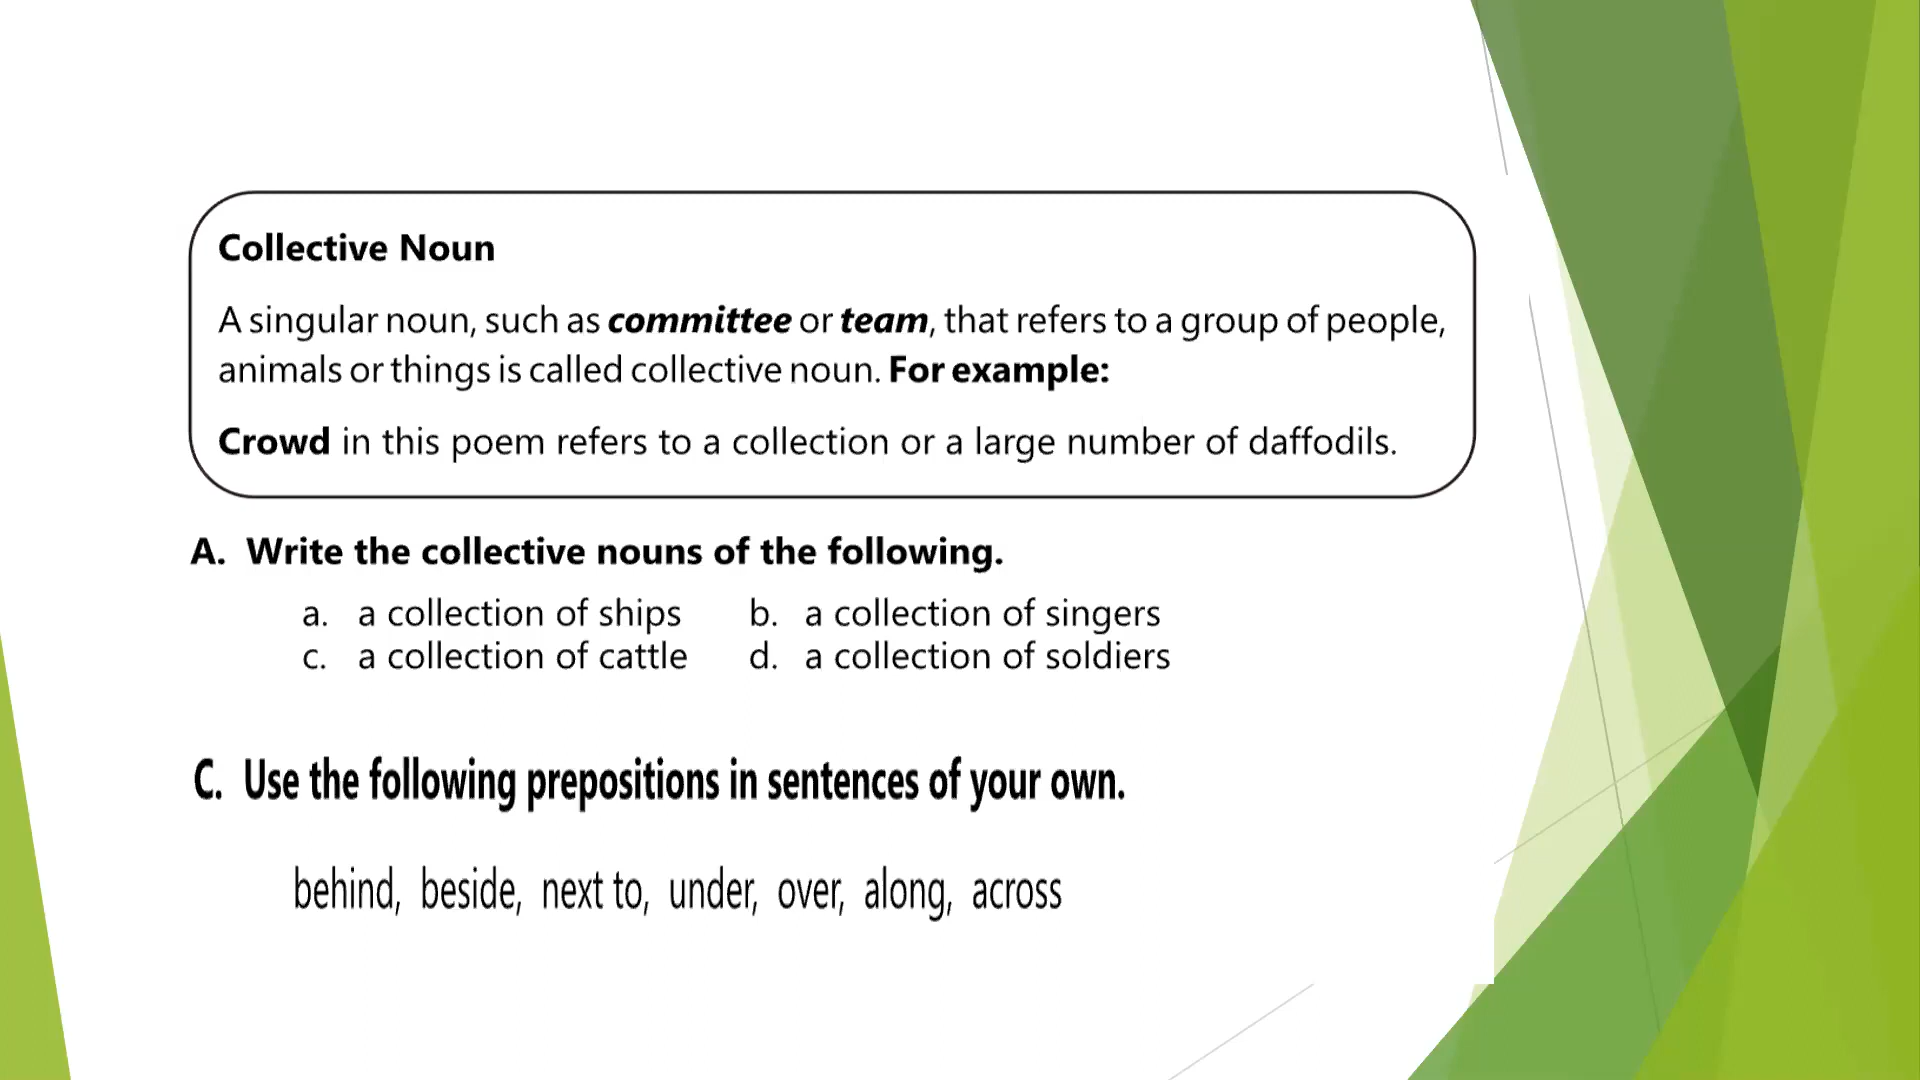 Collective Noun
A singular noun, such as committee or team, that refers to a group of people,
animals or things is called collective noun. For example:
Crowd in this poem refers to a collection or a large number of daffodils.
A. Write the collective nouns of the following.
a. a collection of ships b. a collection of singers
c. a collection of cattle d. a collection of soldiers
C. Use the following prepositions in sentences of your own.
behind, beside, next to, under, over, along, across